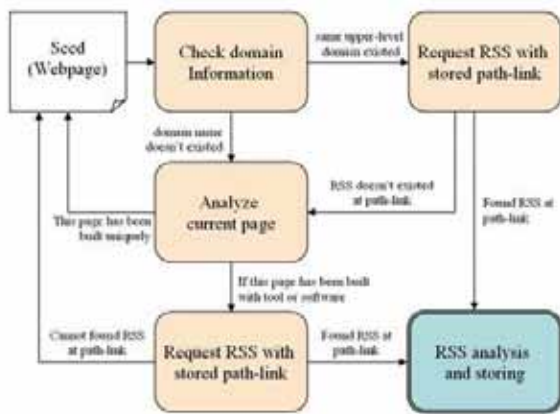 Seed
(Webpage)
Check domain
Information
same upper-level
domain existed
Request RSS with
stored path-link
domain name
doesn't existed
Analyze
current page
RSS doesn't existed
at path-link
Found RSS at
path-link
This page has been
built uniquely
If this page has been built
with tool or software
Cannot found RSS
at path-link
Request RSS with
stored path-link
Found RSS at
path-link
RSS analysis
and storing